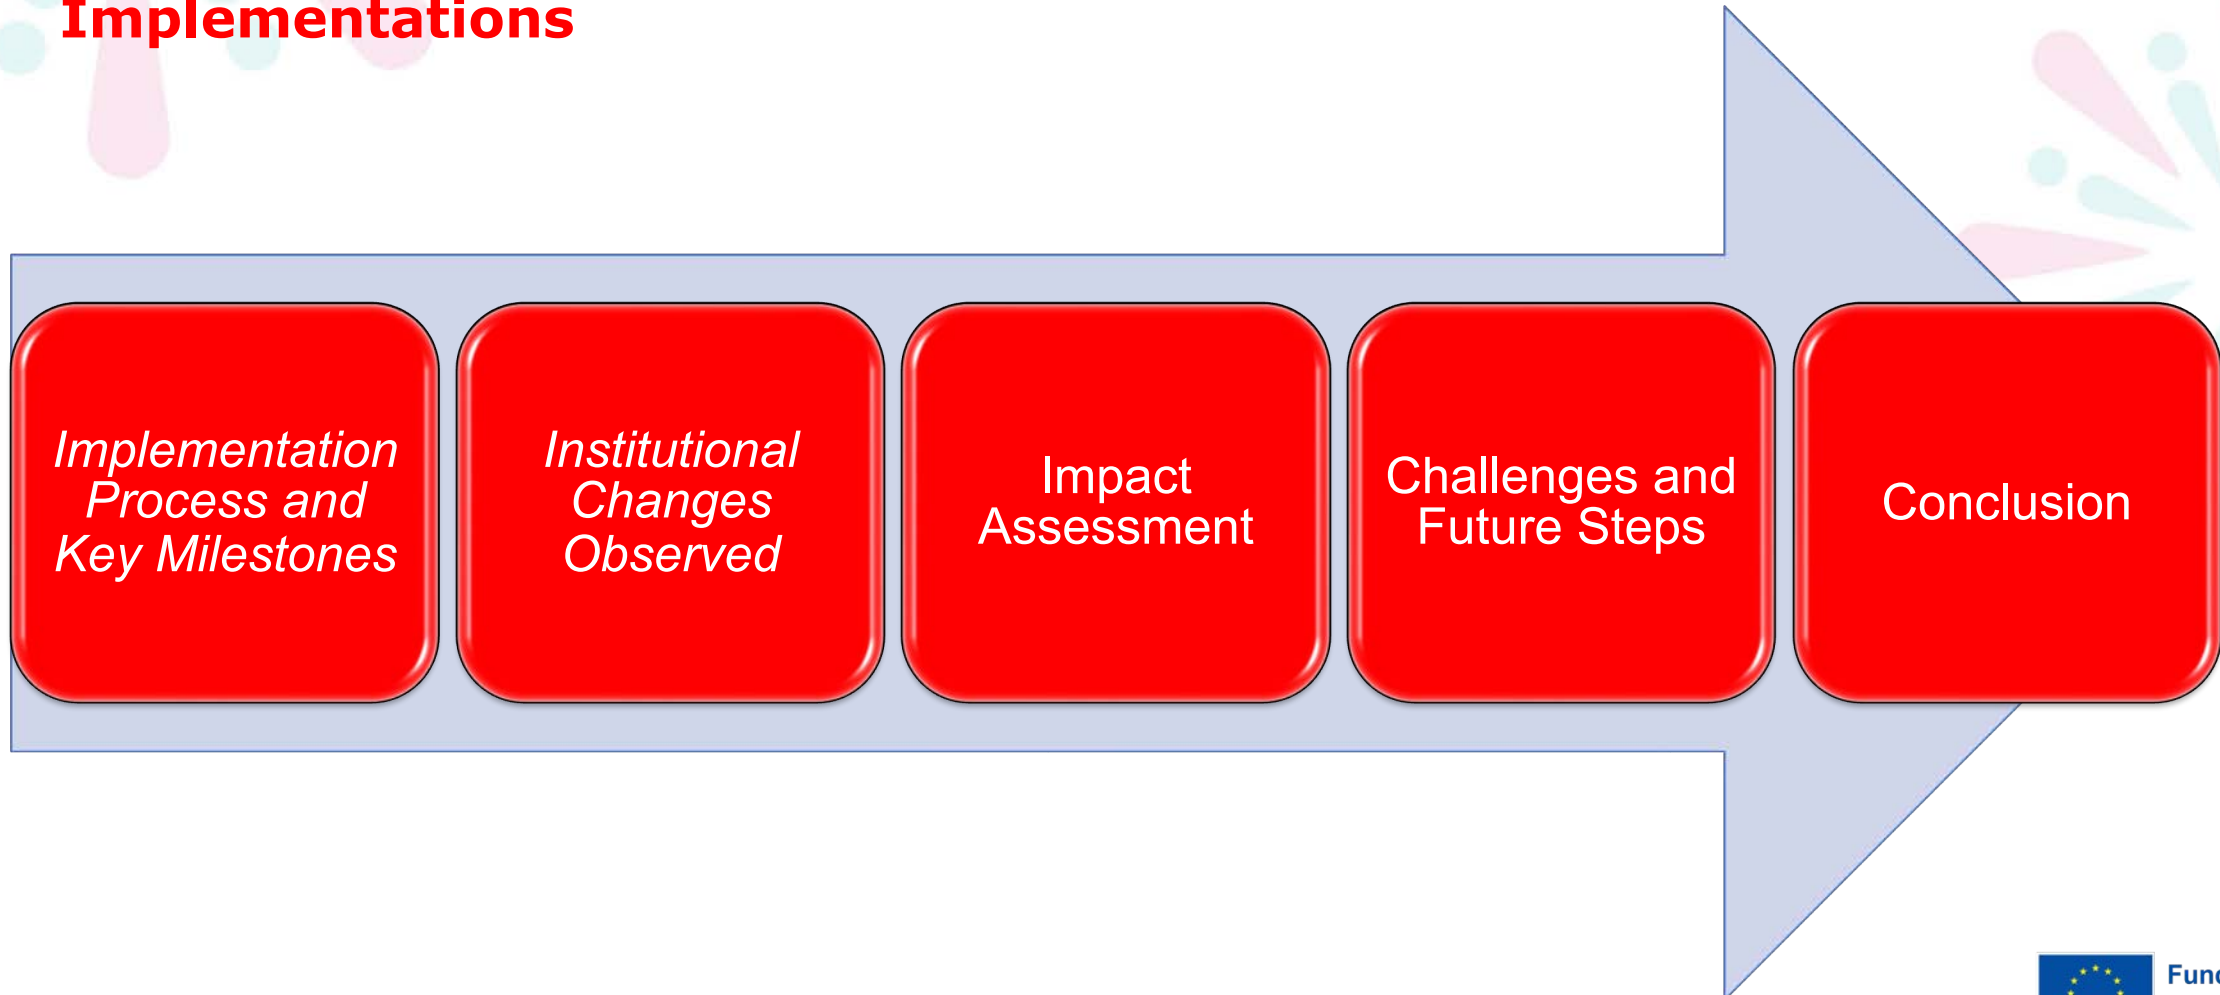 Implementations
Implementation
Process and
Key Milestones
Institutional
Changes
Observed
Impact
Assessment
Challenges and
Future Steps
Conclusion